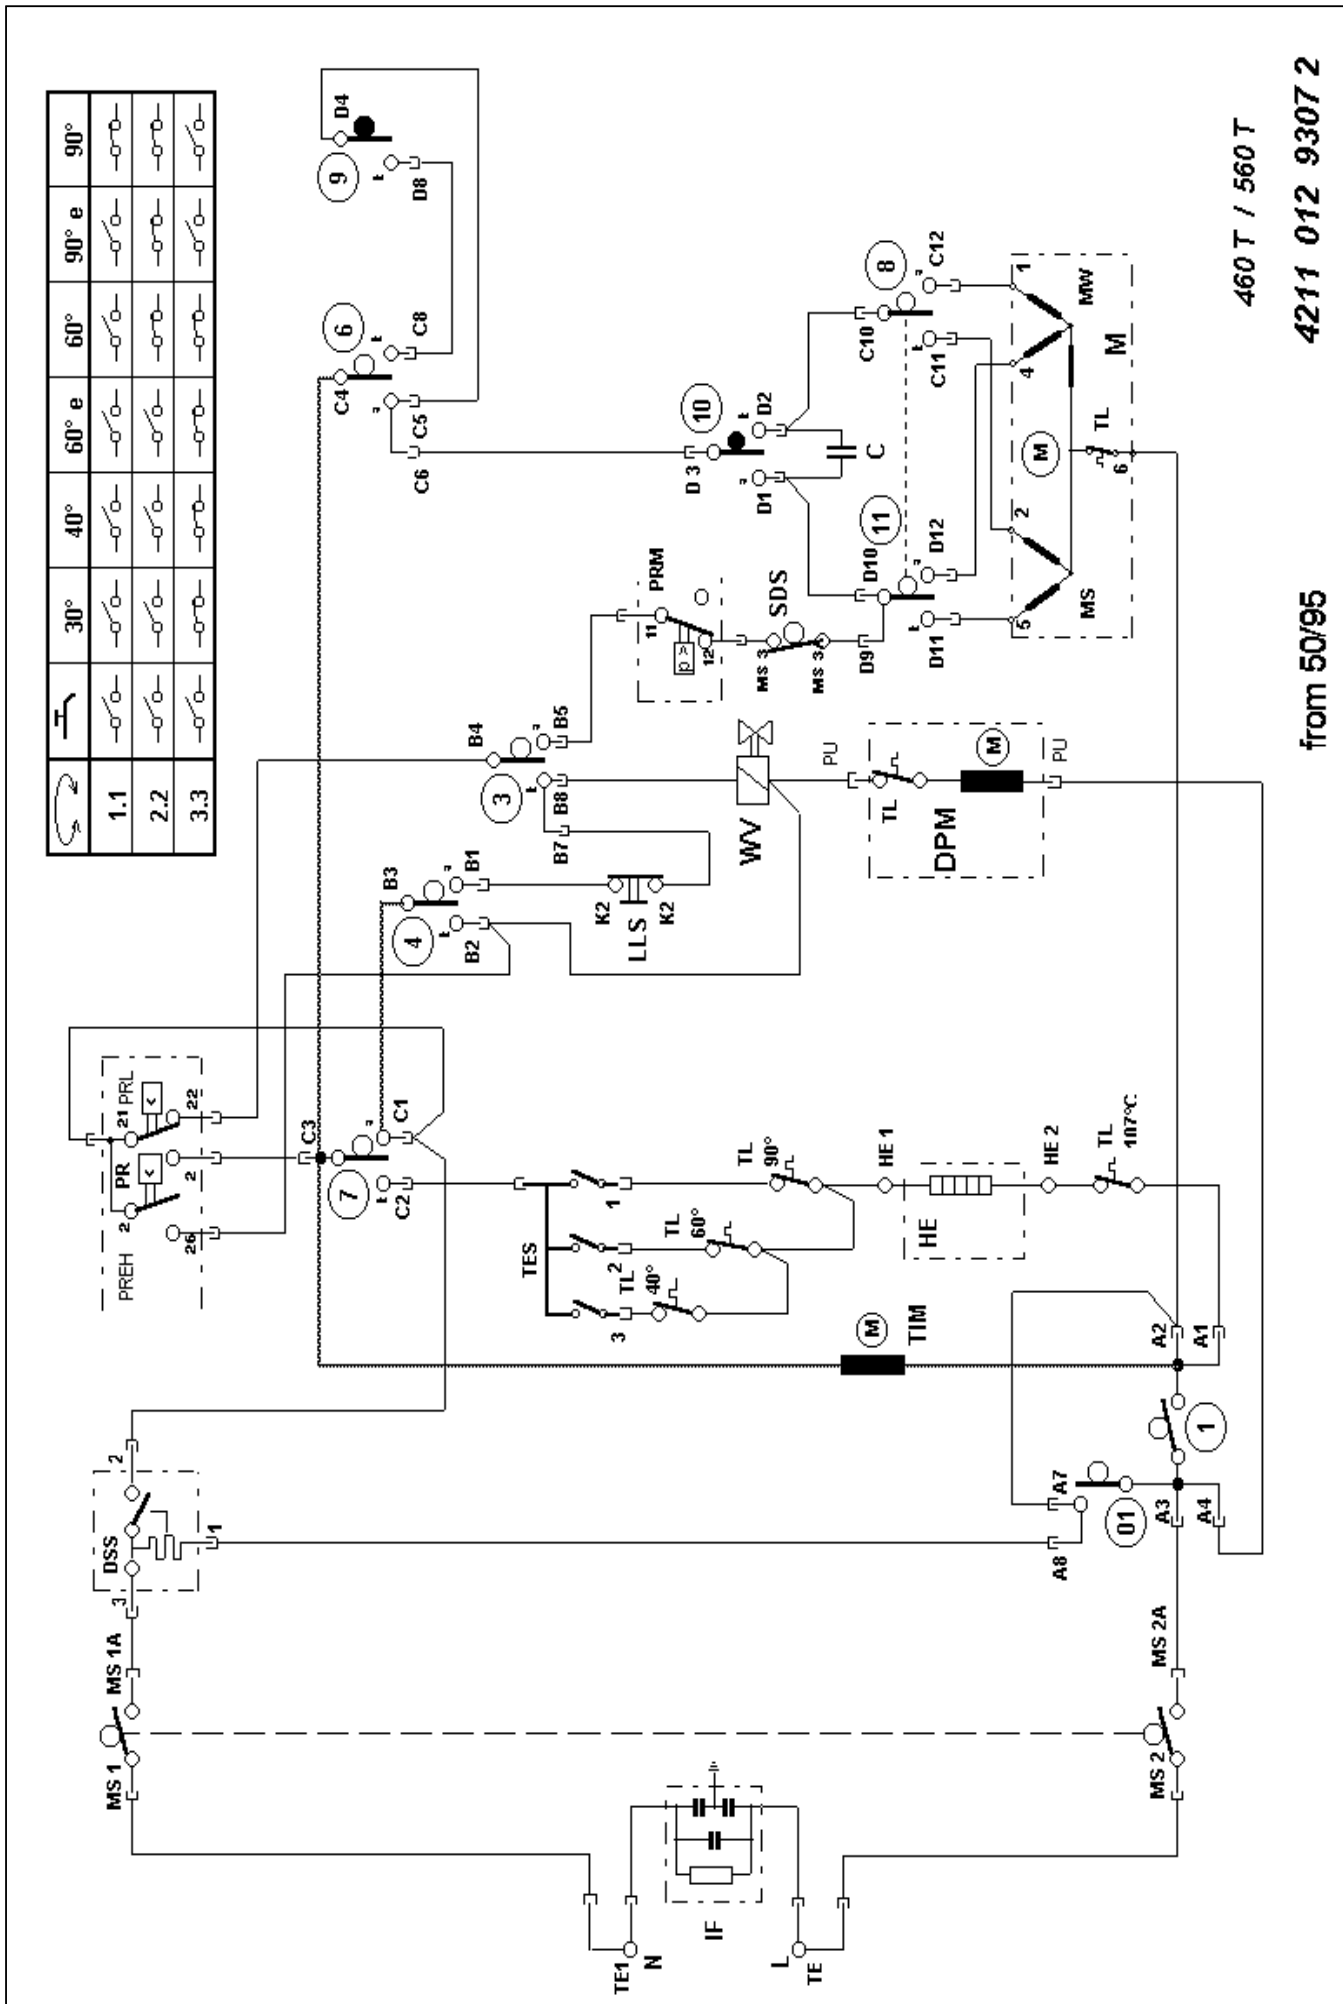 30° 40° 60° e 60° 90° e 90°
1.1
2.2
3.3
D4
9
D8
C4
6
C8
C5
C6
10
D 3
D2
D1
C
C10
8
C12
C11
11
D10
D12
D11
PRM
11
12
p <
SDS
MS 3
MS 3A
D9
1
4
MW
M
M
TL
6
2
5
MS
B4
B5
3
B8
B7
B3
B1
4
B2
K2
K2
LLS
WV
PU
TL
M
PU
DPM
PREH
PR
21
PRL
22
2
2
26
<
<
C3
C1
7
C2
TES
1
2
3
TL
90°
TL
60°
TL
40°
HE 1
HE
HE 2
TL
107°C
M
TIM
A2
A1
1
A7
01
A8
A3
A4
DSS
2
1
3
MS 1A
MS 1
MS 2A
MS 2
TE1
N
IF
L
TE
460 T / 560 T
4211 012 9307 2
from 50/95